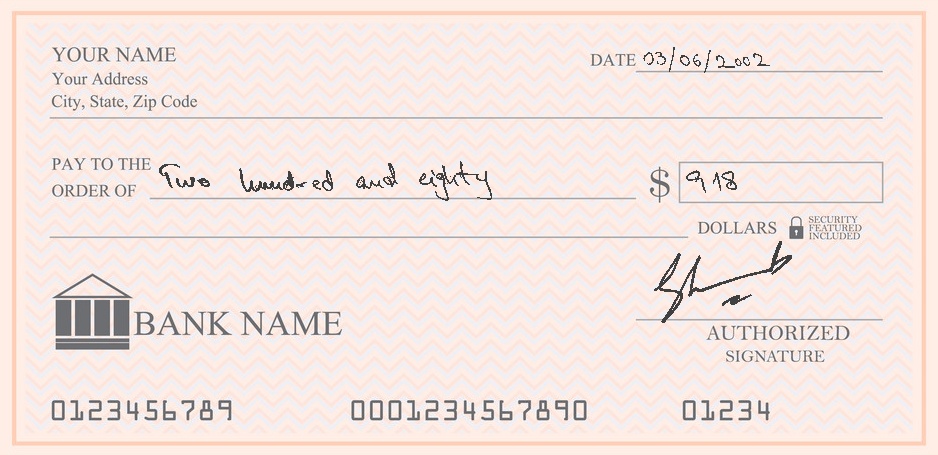 YOUR NAME
Your Address
City, State, Zip Code
DATE 03/06/2002
PAY TO THE
ORDER OF Two hundred and eighty $ 918
DOLLARS SECURITY
FEATURED
INCLUDED
BANK NAME
AUTHORIZED
SIGNATURE
0123456789 0001234567890 01234